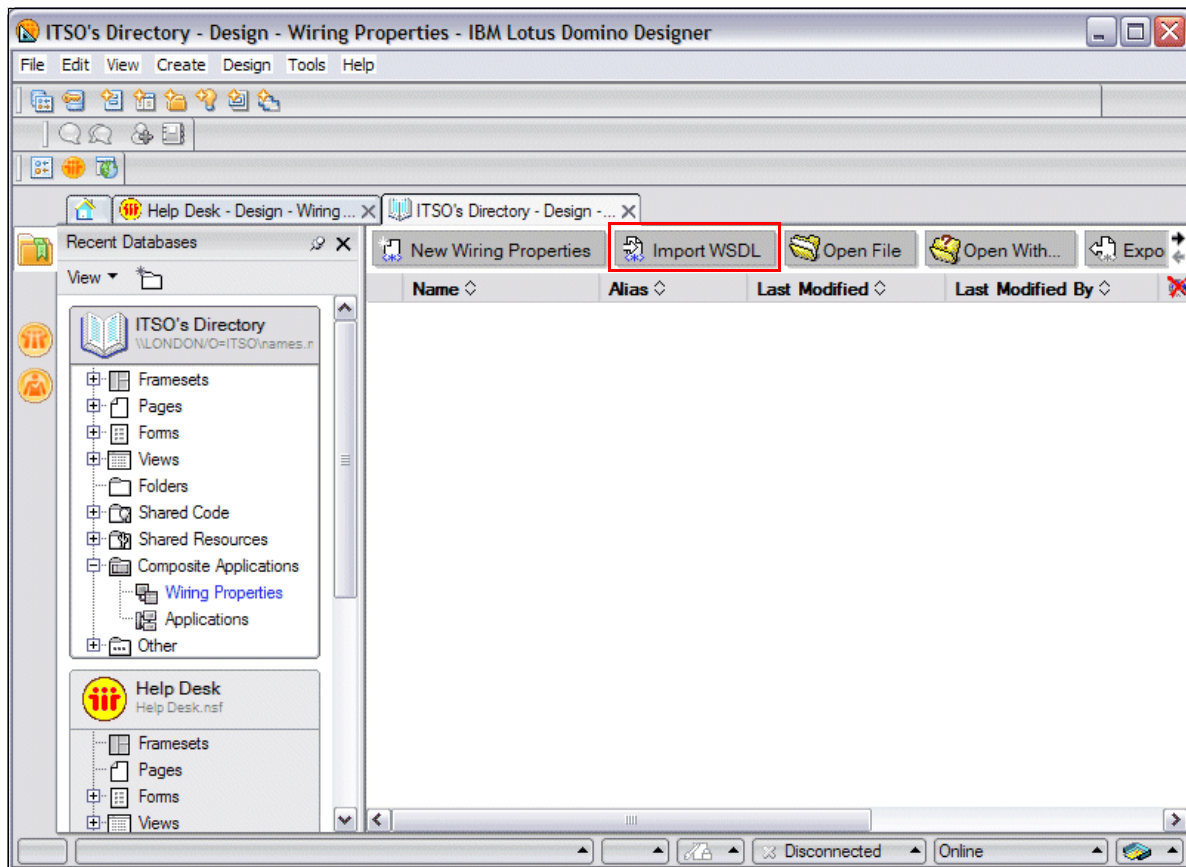 ITSO's Directory - Design - Wiring Properties - IBM Lotus Domino Designer
File Edit View Create Design Tools Help
Help Desk - Design - Wiring ...
ITSO's Directory - Design - ...
Recent Databases
View
New Wiring Properties
Import WSDL
Open File
Open With...
Expo
Name
Alias
Last Modified
Last Modified By
ITSO's Directory
\\LONDON/O=ITSO\names.n
Framesets
Pages
Forms
Views
Folders
Shared Code
Shared Resources
Composite Applications
Wiring Properties
Applications
Other
Help Desk
Help Desk.nsf
Framesets
Pages
Forms
Views
Disconnected
Online